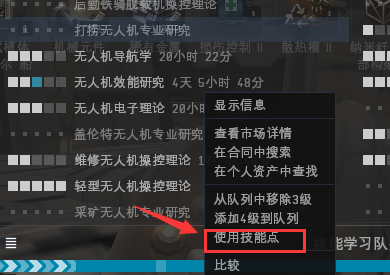 后勤铁骑舰载机操控理论
打捞无人机专业研究
无人机导航学 20小时 22分
无人机效能研究 4天 5小时 48分
无人机电子理论 20小
盖伦特无人机专业研究
维修无人机操控理论 1
轻型无人机操控理论
采矿无人机专业研究
显示信息
查看市场详情
在合同中搜索
在个人资产中查找
从队列中移除3级
添加4级到队列
使用技能点
比较
技能学习队